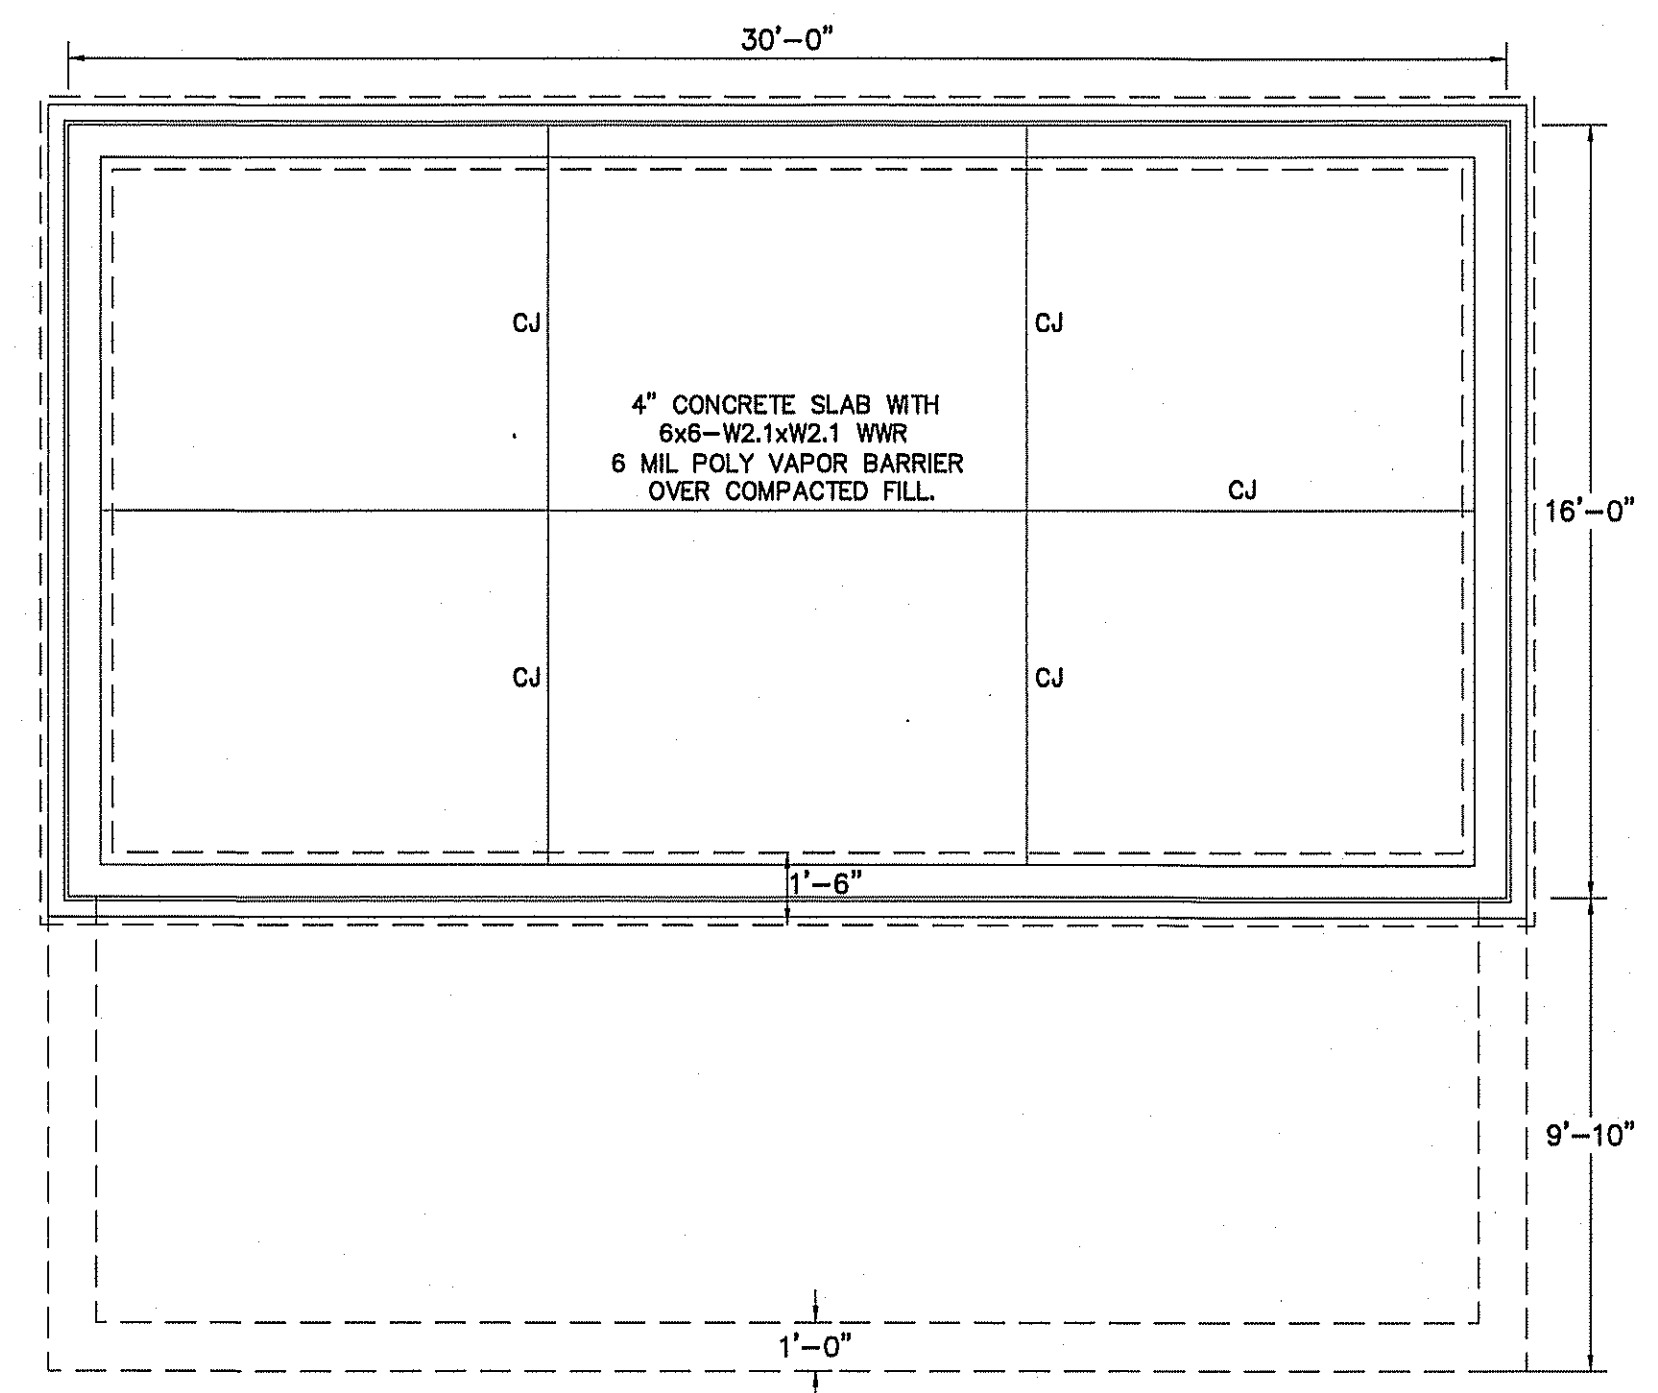 30'-0"
CJ
CJ
4" CONCRETE SLAB WITH
6x6-W2.1xW2.1 WWR
6 MIL POLY VAPOR BARRIER
OVER COMPACTED FILL.
CJ
16'-0"
CJ
CJ
1'-6"
9'-10"
1'-0"